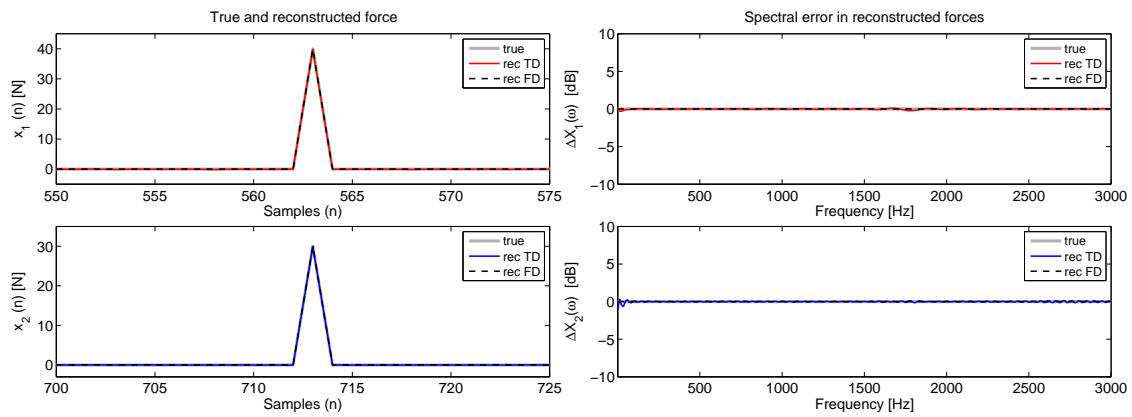 True and reconstructed force
x1 (n) [N]
40
30
20
10
0
true
rec TD
rec FD
550
555
560
565
570
575
Samples (n)
Spectral error in reconstructed forces
ΔX1(ω) [dB]
10
5
0
−5
−10
true
rec TD
rec FD
500
1000
1500
2000
2500
3000
Frequency [Hz]
x2 (n) [N]
30
20
10
0
true
rec TD
rec FD
700
705
710
715
720
725
Samples (n)
ΔX2(ω) [dB]
10
5
0
−5
−10
true
rec TD
rec FD
500
1000
1500
2000
2500
3000
Frequency [Hz]